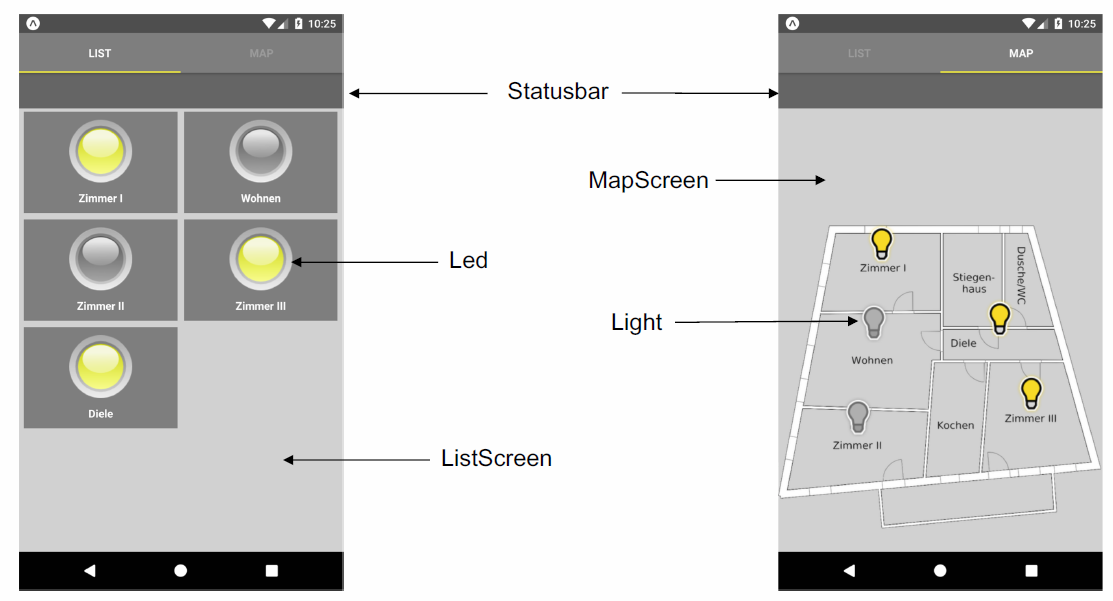 10:25
LIST
MAP
Zimmer I
Wohnen
Zimmer II
Zimmer III
Diele
Statusbar
MapScreen
Led
Light
ListScreen
10:25
LIST
MAP
Zimmer I
Stiegen-
haus
Dusche/WC
Diele
Wohnen
Zimmer II
Kochen
Zimmer III